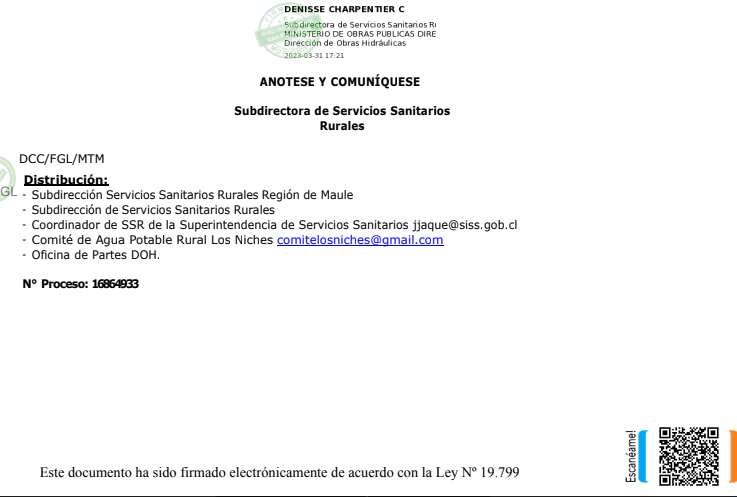 DENISSE CHARPENTIER C
Subdirectora de Servicios Sanitarios Ru
MINISTERIO DE OBRAS PUBLICAS DIRE
Dirección de Obras Hidráulicas
2023-03-31 17:21
ANOTESE Y COMUNÍQUESE
Subdirectora de Servicios Sanitarios
Rurales
DCC/FGL/MTM
Distribución:
GL
- Subdirección Servicios Sanitarios Rurales Región de Maule
- Subdirección de Servicios Sanitarios Rurales
- Coordinador de SSR de la Superintendencia de Servicios Sanitarios jjaque@siss.gob.cl
- Comité de Agua Potable Rural Los Niches comitelosniches@gmail.com
- Oficina de Partes DOH.
N° Proceso: 16864933
Escanéame!
Este documento ha sido firmado electrónicamente de acuerdo con la Ley Nº 19.799